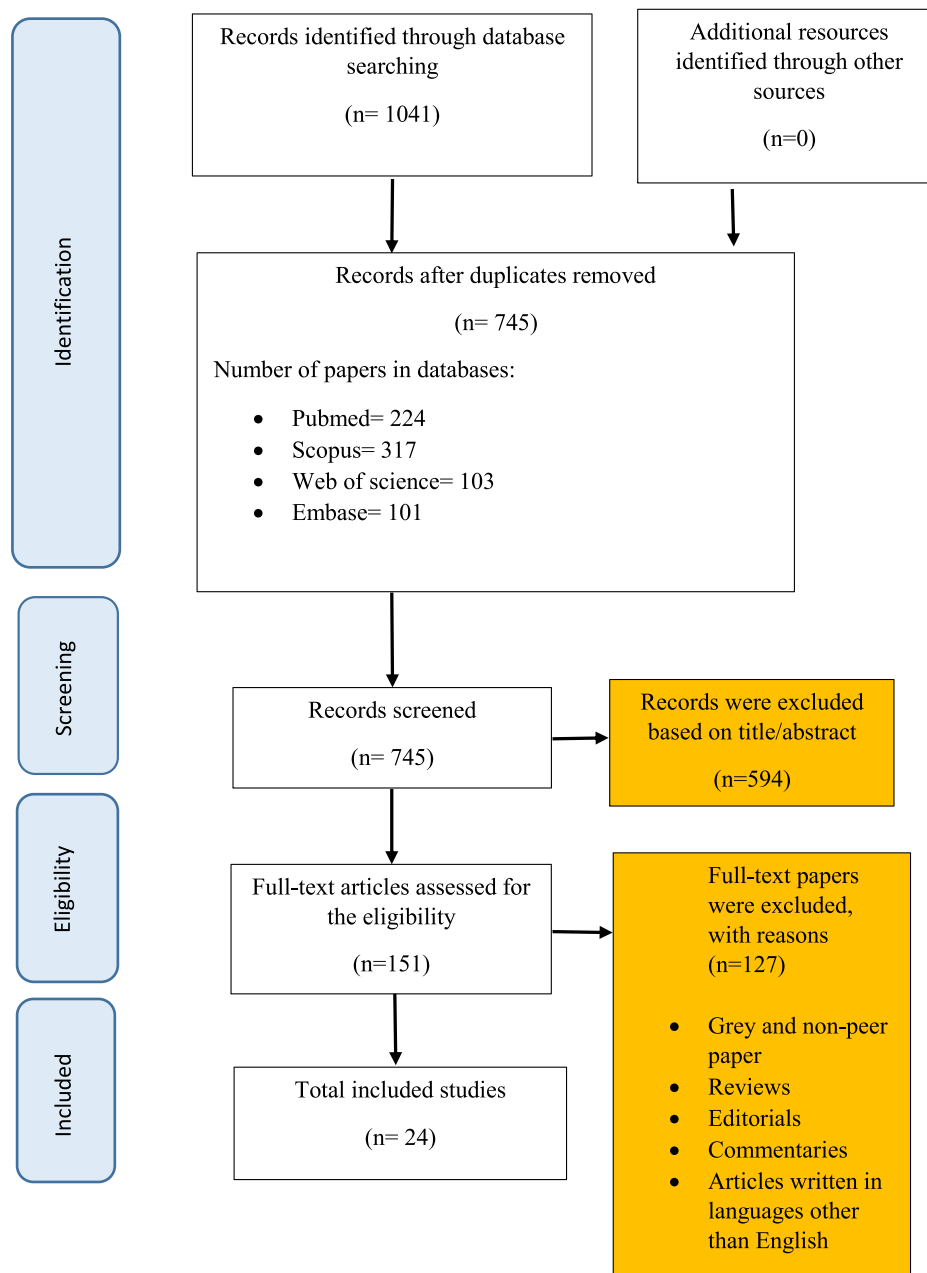 Identification
Records identified through database
searching
(n= 1041)
Additional resources
identified through other
sources
(n=0)
Records after duplicates removed
(n= 745)
Number of papers in databases:
• Pubmed= 224
• Scopus= 317
• Web of science= 103
• Embase= 101
Screening
Records screened
(n= 745)
Records were excluded
based on title/abstract
(n=594)
Eligibility
Full-text articles assessed for
the eligibility
(n=151)
Full-text papers
were excluded,
with reasons
(n=127)
• Grey and non-peer
paper
• Reviews
• Editorials
• Commentaries
• Articles written in
languages other
than English
Included
Total included studies
(n= 24)